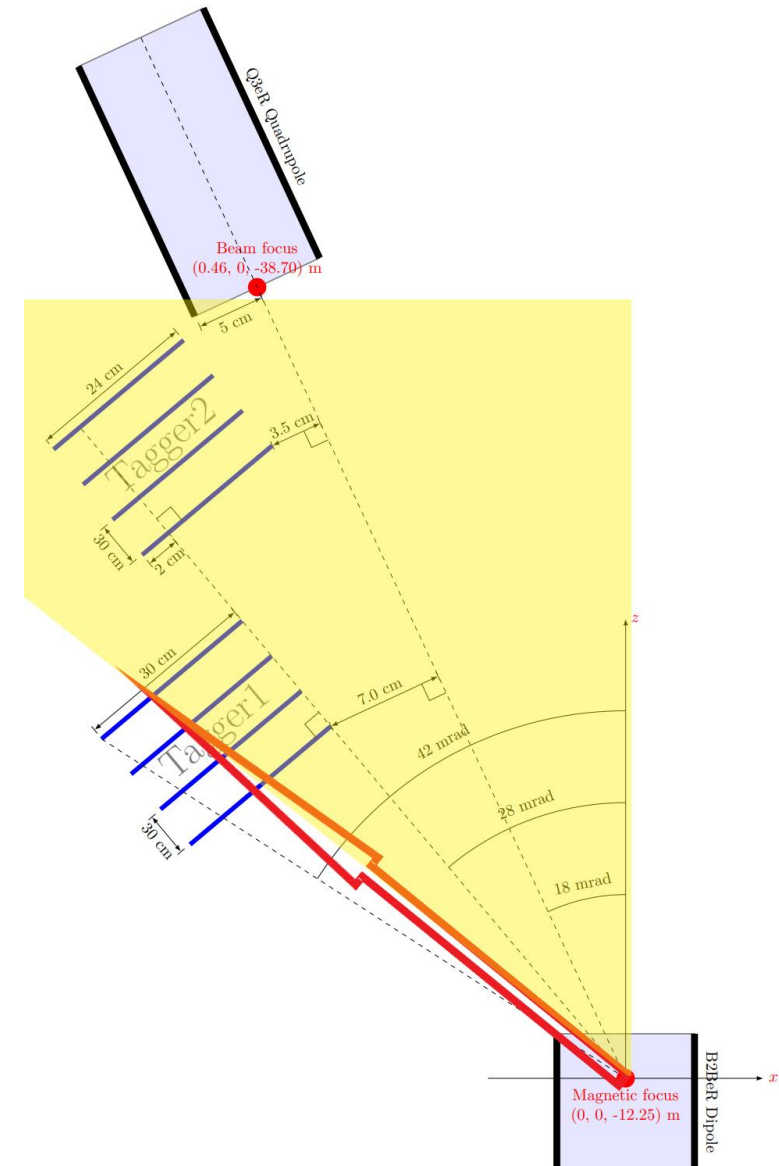 Q3eR Quadrupole
Beam focus
(0.46, 0, -38.70) m
5 cm
24 cm
Tagger2
3.5 cm
30 cm
2 cm
z
30 cm
7.0 cm
Tagger1
42 mrad
28 mrad
30 cm
18 mrad
B2BeR Dipole
x
Magnetic focus
(0, 0, -12.25) m